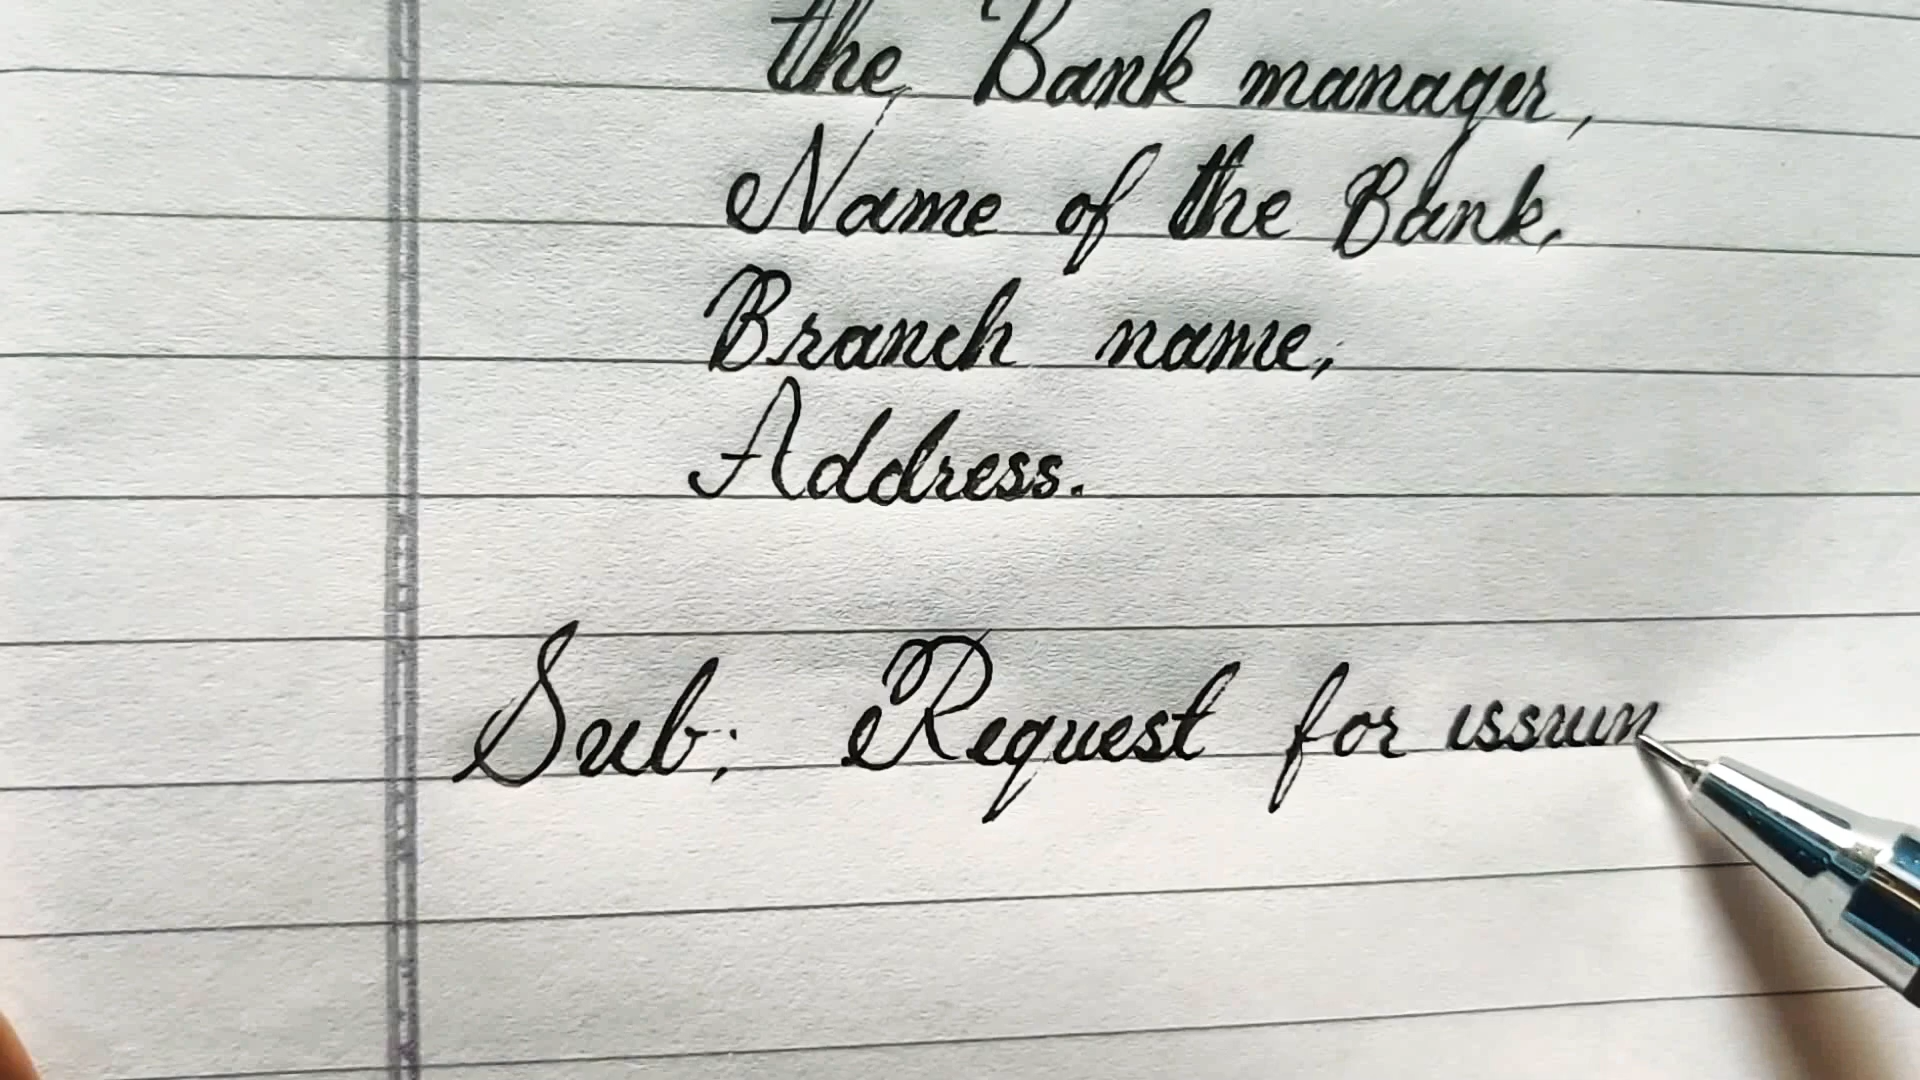 the Bank manager,
Name of the Bank,
Branch name,
Address.
Sub: Request for issuin